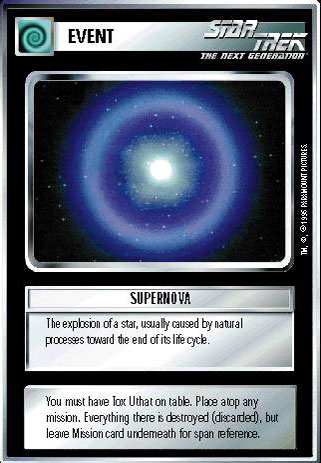 EVENT
STAR TREK
THE NEXT GENERATION
TM, ®, © 1995 PARAMOUNT PICTURES.
SUPERNOVA
The explosion of a star, usually caused by natural
processes toward the end of its life cycle.
You must have Tox Uthat on table. Place atop any
mission. Everything there is destroyed (discarded), but
leave Mission card underneath for span reference.